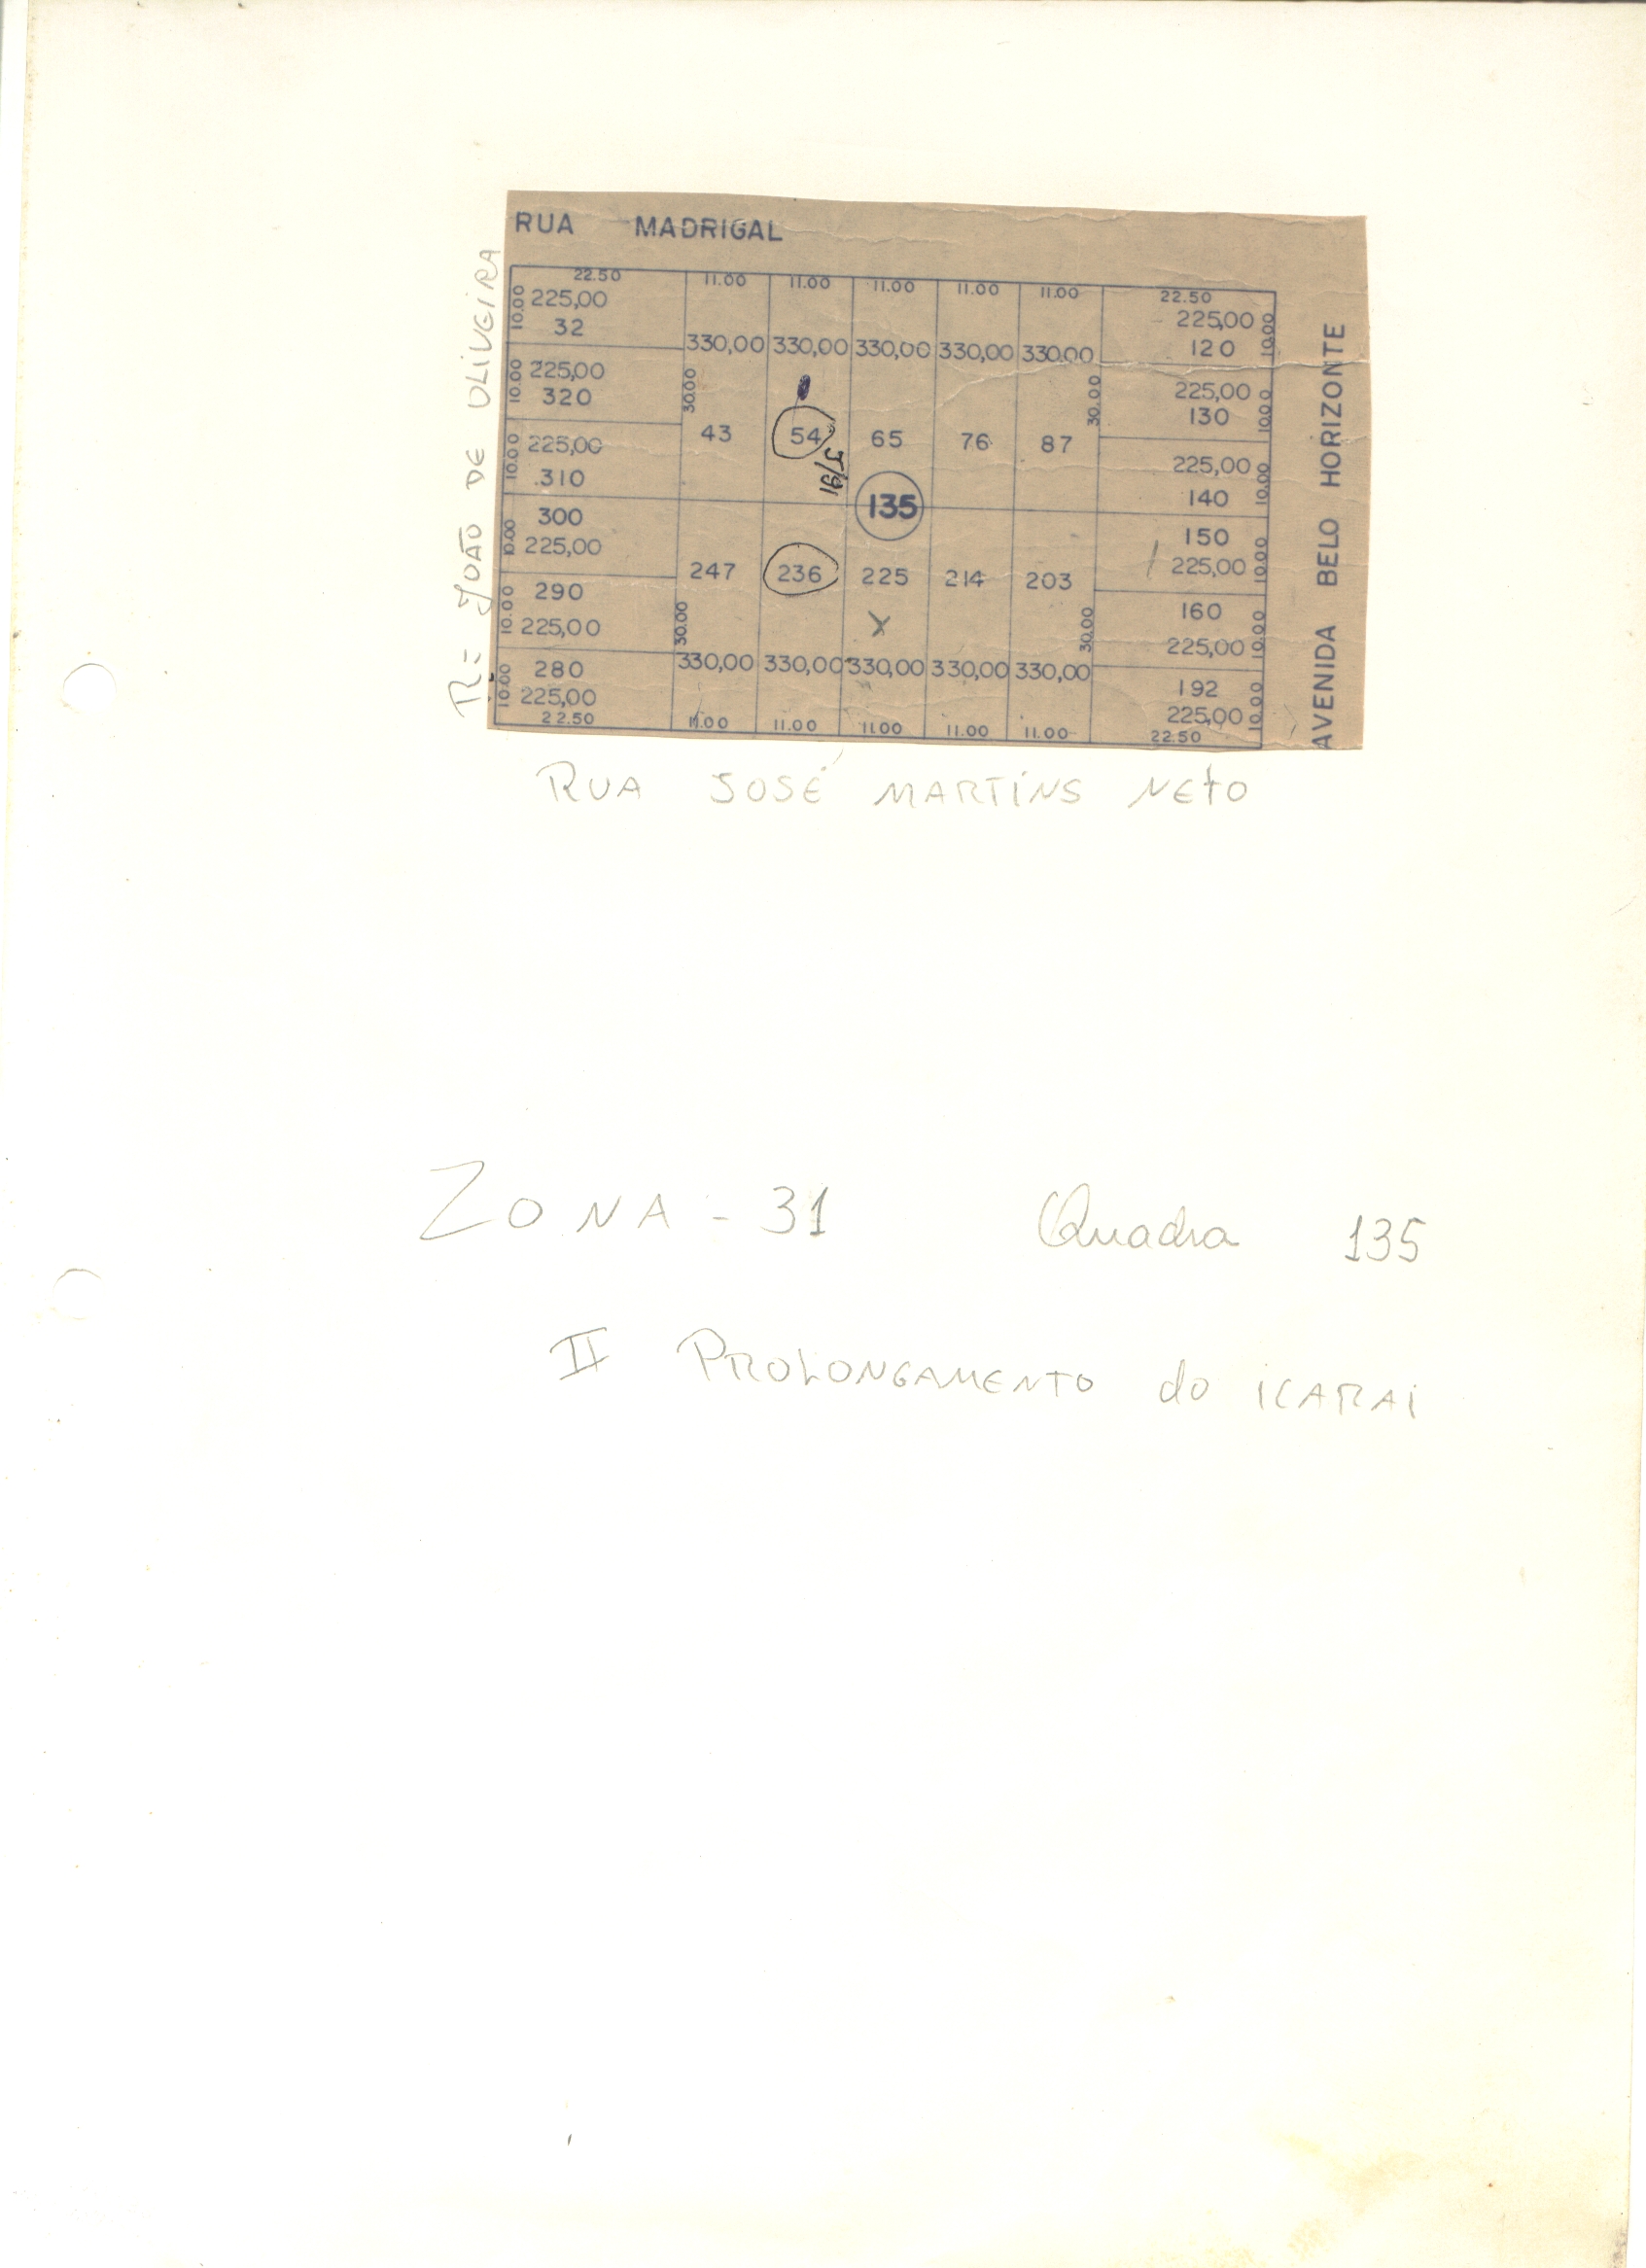 RUA MADRIGAL
R= JOÃO DE OLIVEIRA
22.50 11.00 11.00 11.00 11.00 11.00 22.50
10.00 225,00 225,00 10.00
32 330,00 330,00 330,00 330,00 330,00 120
10.00 225,00 30.00 30.00 225,00 10.00
320 130
10.00 225,00 43 54 65 76 87 225,00 10.00
310 5/91 140
135
10.00 300 150 10.00
225,00 225,00
247 236 225 214 203
10.00 290 160 10.00
225,00 30.00 X 30.00 225,00
10.00 280 330,00 330,00 330,00 330,00 330,00 192 10.00
225,00 225,00
22.50 11.00 11.00 11.00 11.00 11.00 22.50
AVENIDA BELO HORIZONTE
RUA JOSÉ MARTINS NETO
ZONA - 31 Quadra 135
II PROLONGAMENTO do ICARAI